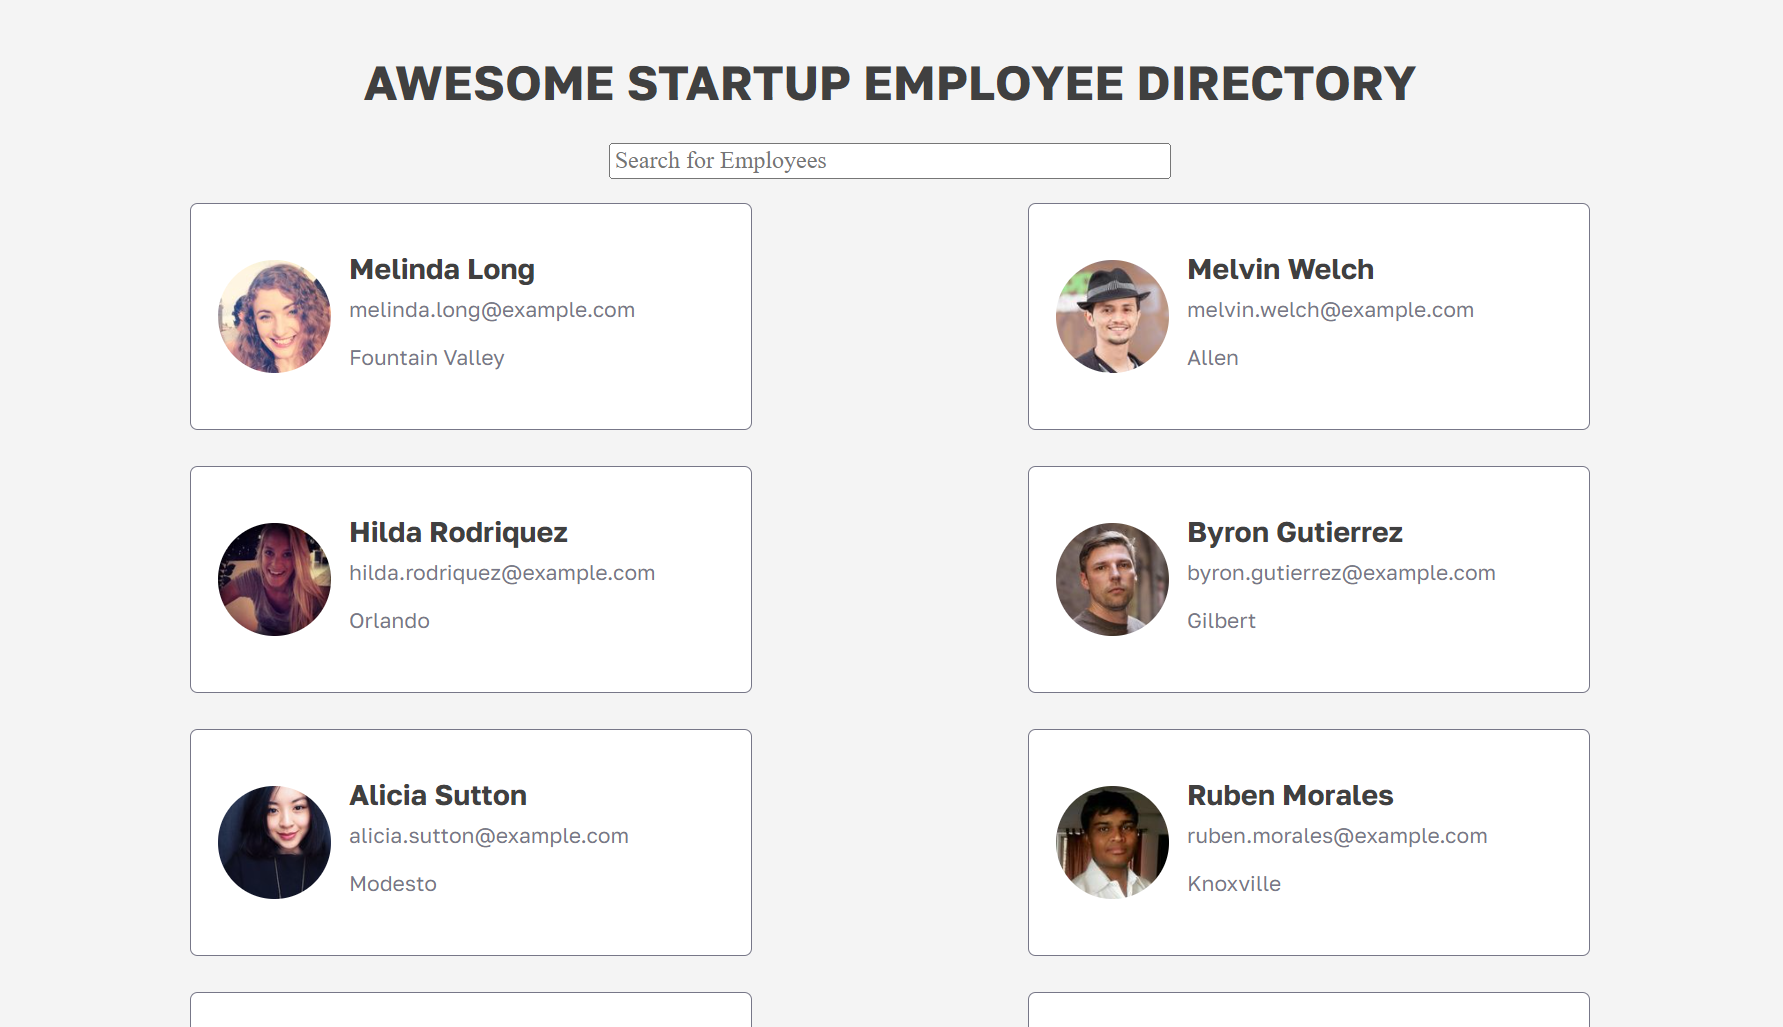 AWESOME STARTUP EMPLOYEE DIRECTORY
Search for Employees
Melinda Long
melinda.long@example.com
Fountain Valley
Melvin Welch
melvin.welch@example.com
Allen
Hilda Rodriquez
hilda.rodriquez@example.com
Orlando
Byron Gutierrez
byron.gutierrez@example.com
Gilbert
Alicia Sutton
alicia.sutton@example.com
Modesto
Ruben Morales
ruben.morales@example.com
Knoxville